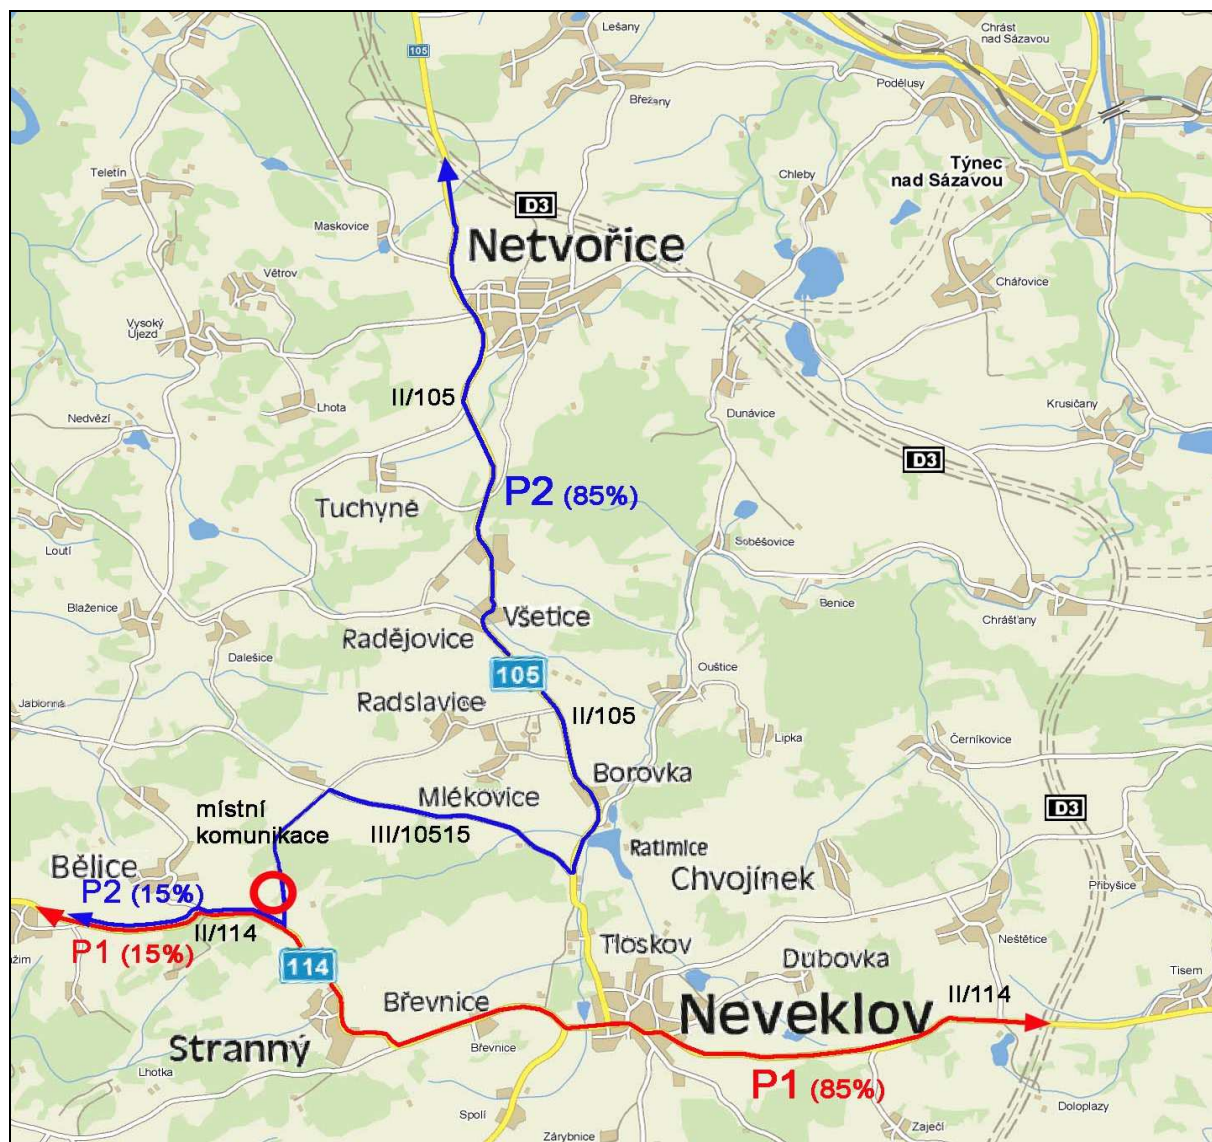 Lešany
Chrást
nad Sázavou
105
Podělusy
Břežany
Týnec
nad Sázavou
Teletín
Chleby
D3
Maskovice
Netvořice
Větrov
Chářovice
Vysoký
Újezd
II/105
Lhota
Dunávice
Krusičany
Nedvězí
D3
P2 (85%)
Tuchyně
Loutí
Soběšovice
Blaženice
Všetice
Benice
Chrášťany
Radějovice
Dalešice
105
Ouštice
Radslavice
Jablonná
II/105
Lipka
Černíkovice
Borovka
Mlékovice
místní
komunikace
D3
III/10515
Ratimice
Bělice
Chvojínek
P2 (15%)
Přibyšice
II/114
P1 (15%)
Tloskov
Neštětice
Dubovka
114
Tisem
Břevnice
II/114
Neveklov
Stranný
Břevnice
Lhotka
P1 (85%)
Spolí
Doloplazy
Zaječí
Zárybnice